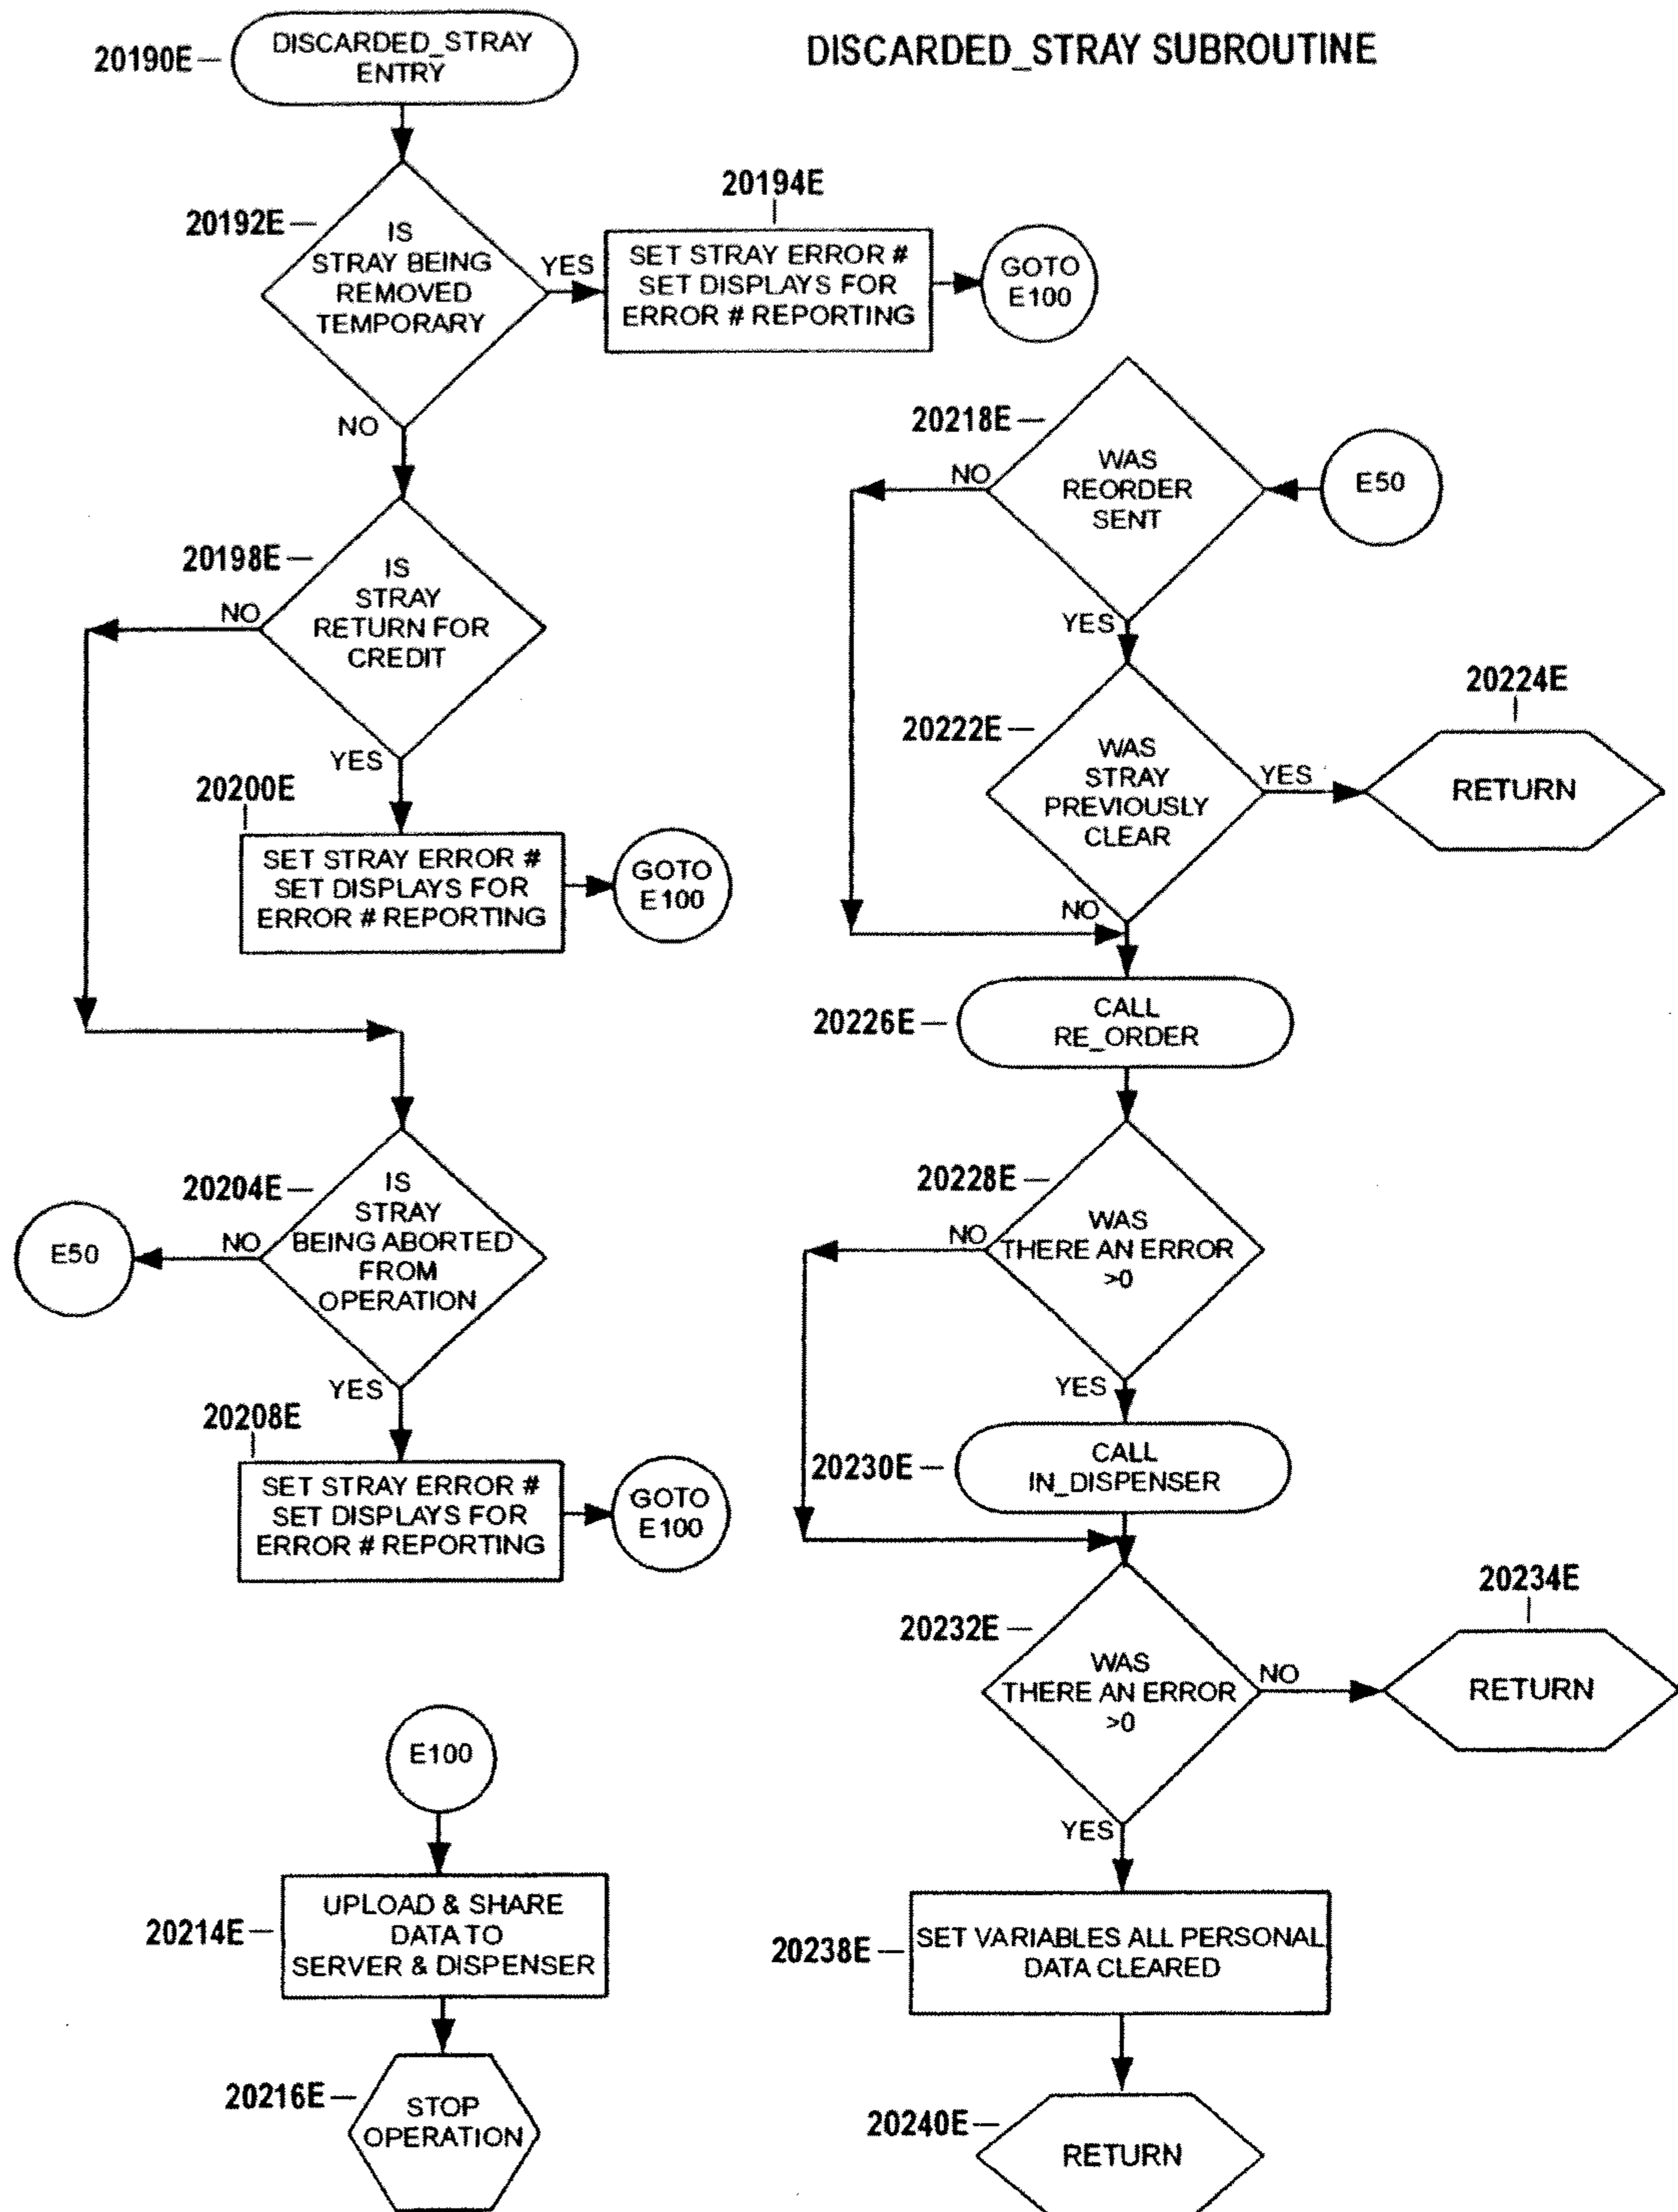 DISCARDED_STRAY SUBROUTINE
20190E
DISCARDED_STRAY
ENTRY
20192E
IS
STRAY BEING
REMOVED
TEMPORARY
YES
NO
20194E
SET STRAY ERROR #
SET DISPLAYS FOR
ERROR # REPORTING
GOTO
E100
20198E
IS
STRAY
RETURN FOR
CREDIT
NO
YES
20200E
SET STRAY ERROR #
SET DISPLAYS FOR
ERROR # REPORTING
GOTO
E100
20204E
IS
STRAY
BEING ABORTED
FROM
OPERATION
NO
E50
YES
20208E
SET STRAY ERROR #
SET DISPLAYS FOR
ERROR # REPORTING
GOTO
E100
E100
20214E
UPLOAD & SHARE
DATA TO
SERVER & DISPENSER
20216E
STOP
OPERATION
E50
20218E
WAS
REORDER
SENT
NO
YES
20222E
WAS
STRAY
PREVIOUSLY
CLEAR
YES
20224E
RETURN
NO
20226E
CALL
RE_ORDER
20228E
WAS
THERE AN ERROR
>0
NO
YES
20230E
CALL
IN_DISPENSER
20232E
WAS
THERE AN ERROR
>0
NO
20234E
RETURN
YES
20238E
SET VARIABLES ALL PERSONAL
DATA CLEARED
20240E
RETURN